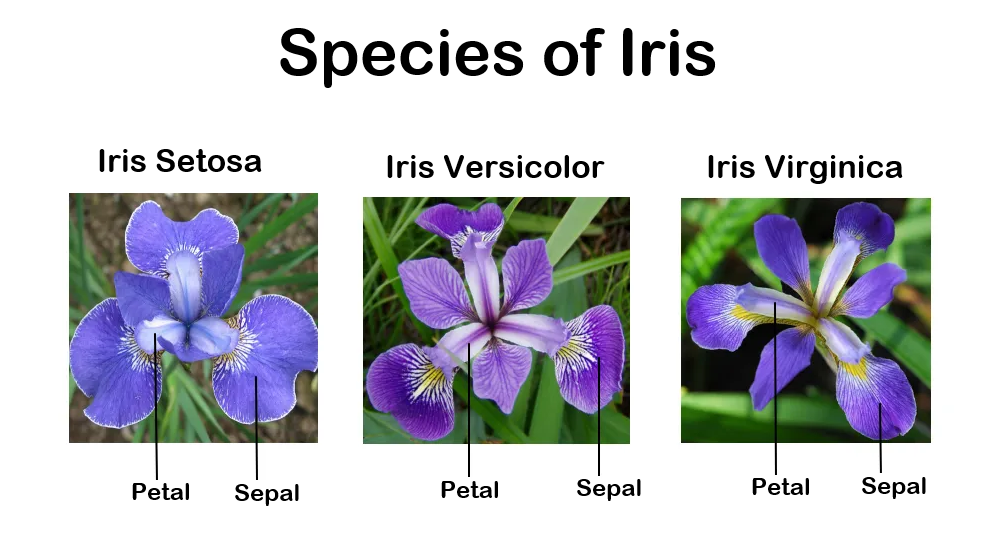 Species of Iris
Iris Setosa
Iris Versicolor
Iris Virginica
Petal
Sepal
Petal
Sepal
Petal
Sepal